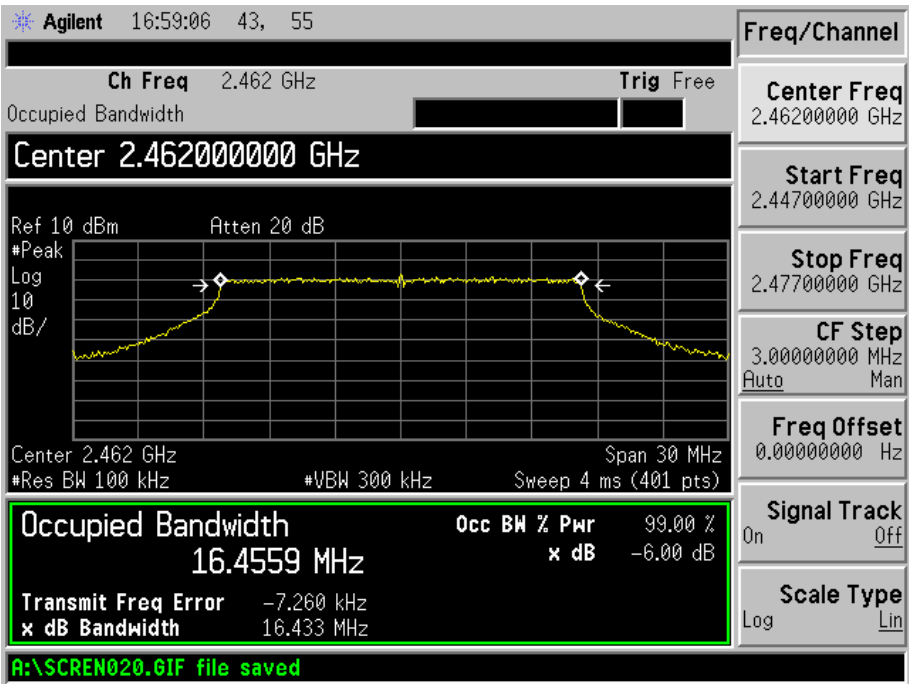 Agilent 16:59:06 43, 55
Ch Freq 2.462 GHz Trig Free
Occupied Bandwidth
Center 2.462000000 GHz
Ref 10 dBm Atten 20 dB
#Peak
Log
10
dB/
Center 2.462 GHz Span 30 MHz
#Res BW 100 kHz #VBW 300 kHz Sweep 4 ms (401 pts)
Occupied Bandwidth Occ BW % Pwr 99.00 %
16.4559 MHz x dB -6.00 dB
Transmit Freq Error -7.260 kHz
x dB Bandwidth 16.433 MHz
A:\SCREN020.GIF file saved
Freq/Channel
Center Freq
2.46200000 GHz
Start Freq
2.44700000 GHz
Stop Freq
2.47700000 GHz
CF Step
3.00000000 MHz
Auto Man
Freq Offset
0.00000000 Hz
Signal Track
On Off
Scale Type
Log Lin